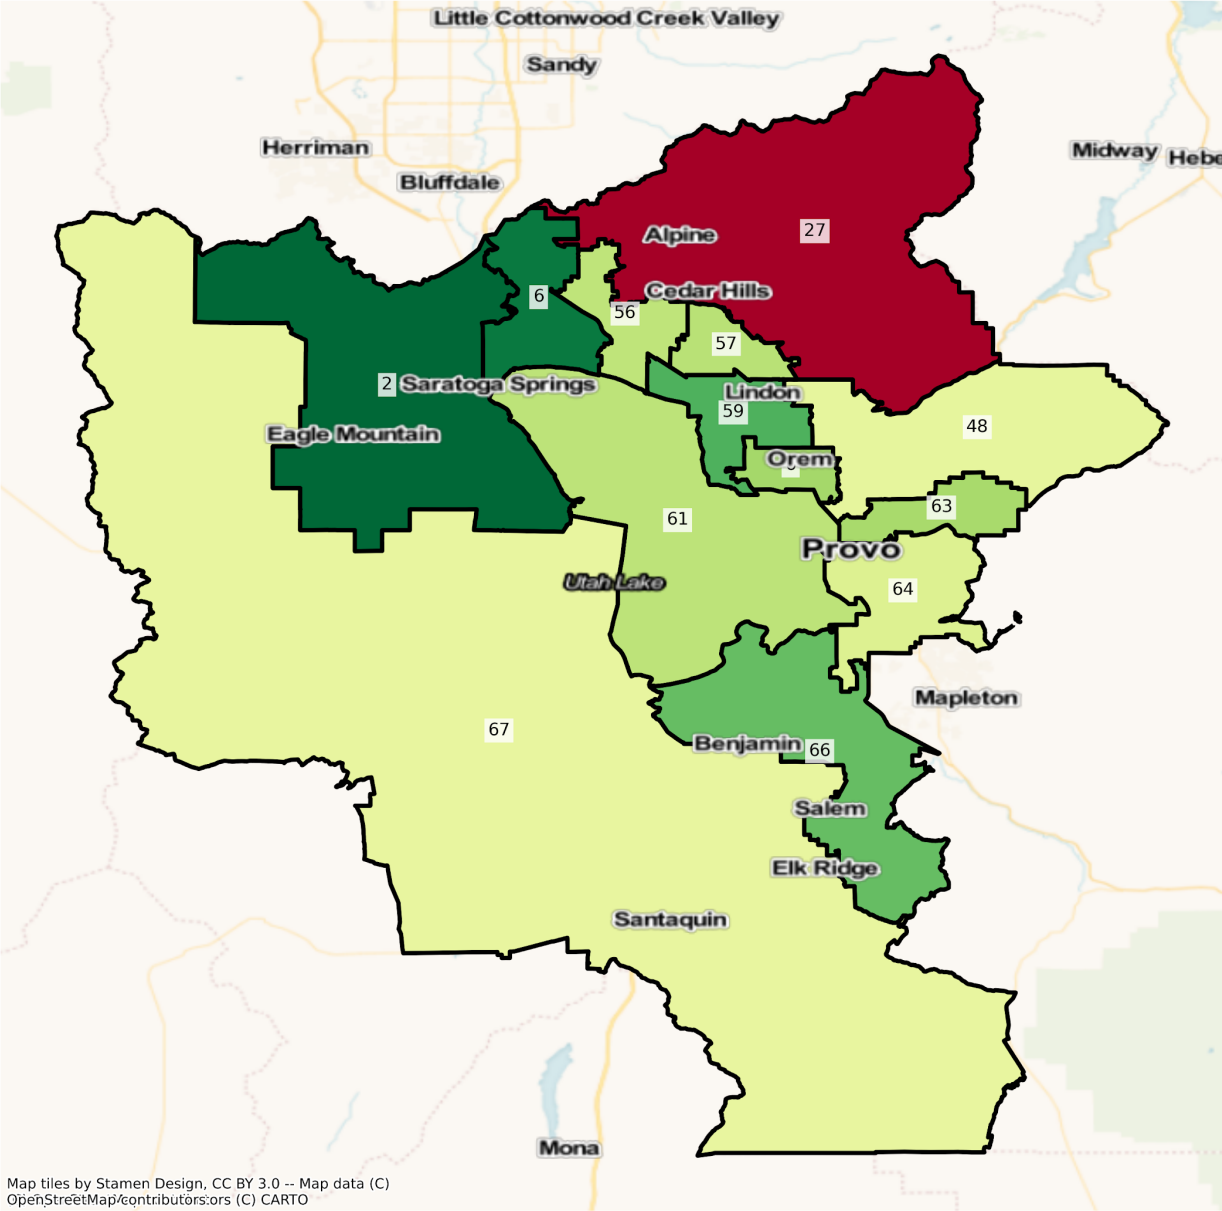 Little Cottonwood Creek Valley
Sandy
Herriman
Midway
Hebe
Bluffdale
Alpine
27
Cedar Hills
6
56
57
2
Saratoga Springs
Lindon
59
48
Eagle Mountain
Orem
63
61
Provo
Utah Lake
64
Mapleton
67
Benjamin
66
Salem
Elk Ridge
Santaquin
Mona
Map tiles by Stamen Design, CC BY 3.0 -- Map data (C)
OpenStreetMap contributors (C) CARTO